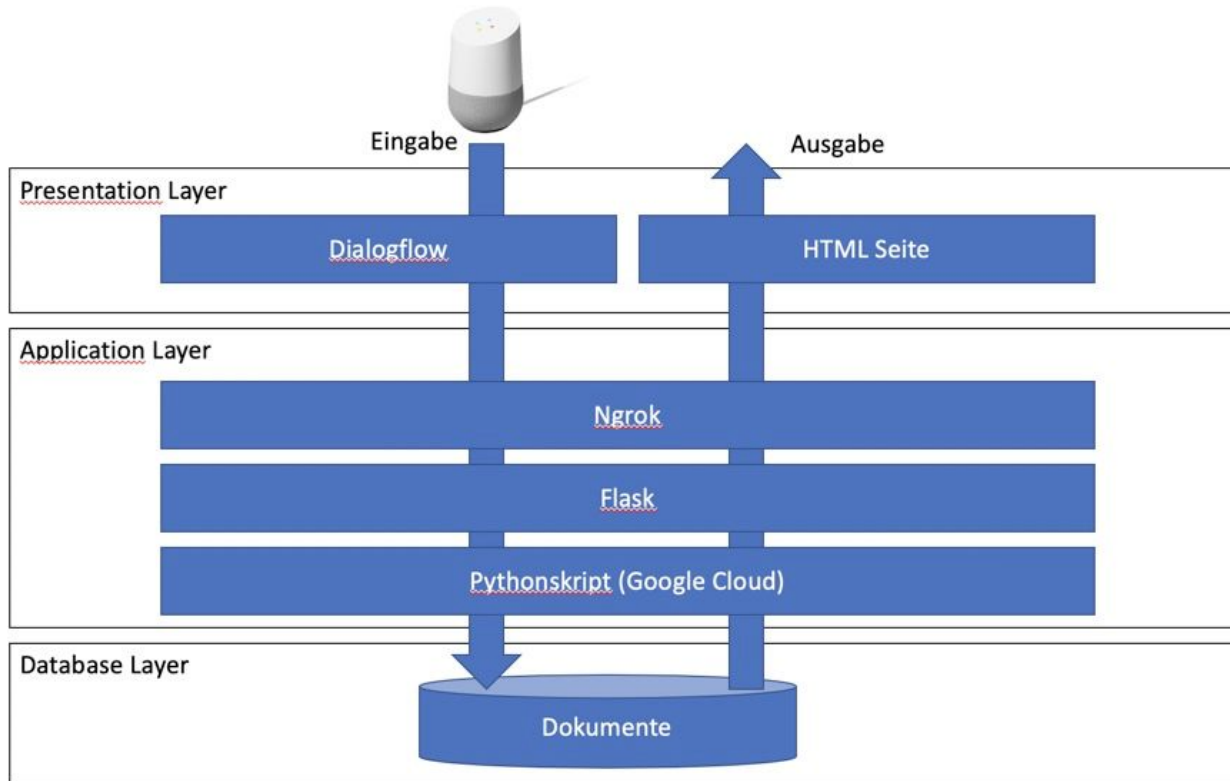 Eingabe
Ausgabe
Presentation Layer
Dialogflow
HTML Seite
Application Layer
Ngrok
Flask
Pythonskript (Google Cloud)
Database Layer
Dokumente